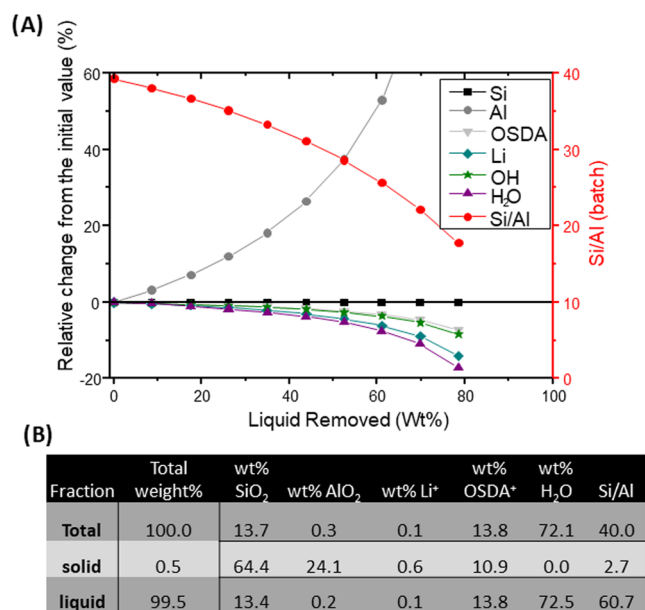 (A)
Relative change from the initial value (%)
60
40
20
0
-20
0
20
40
60
80
100
Liquid Removed (Wt%)
40
30
20
10
0
Si/Al (batch)
Si
Al
OSDA
Li
OH
H₂O
Si/Al
(B)
Fraction Total weight% wt% SiO₂ wt% AlO₂ wt% Li⁺ wt% OSDA⁺ wt% H₂O Si/Al
Total 100.0 13.7 0.3 0.1 13.8 72.1 40.0
solid 0.5 64.4 24.1 0.6 10.9 0.0 2.7
liquid 99.5 13.4 0.2 0.1 13.8 72.5 60.7